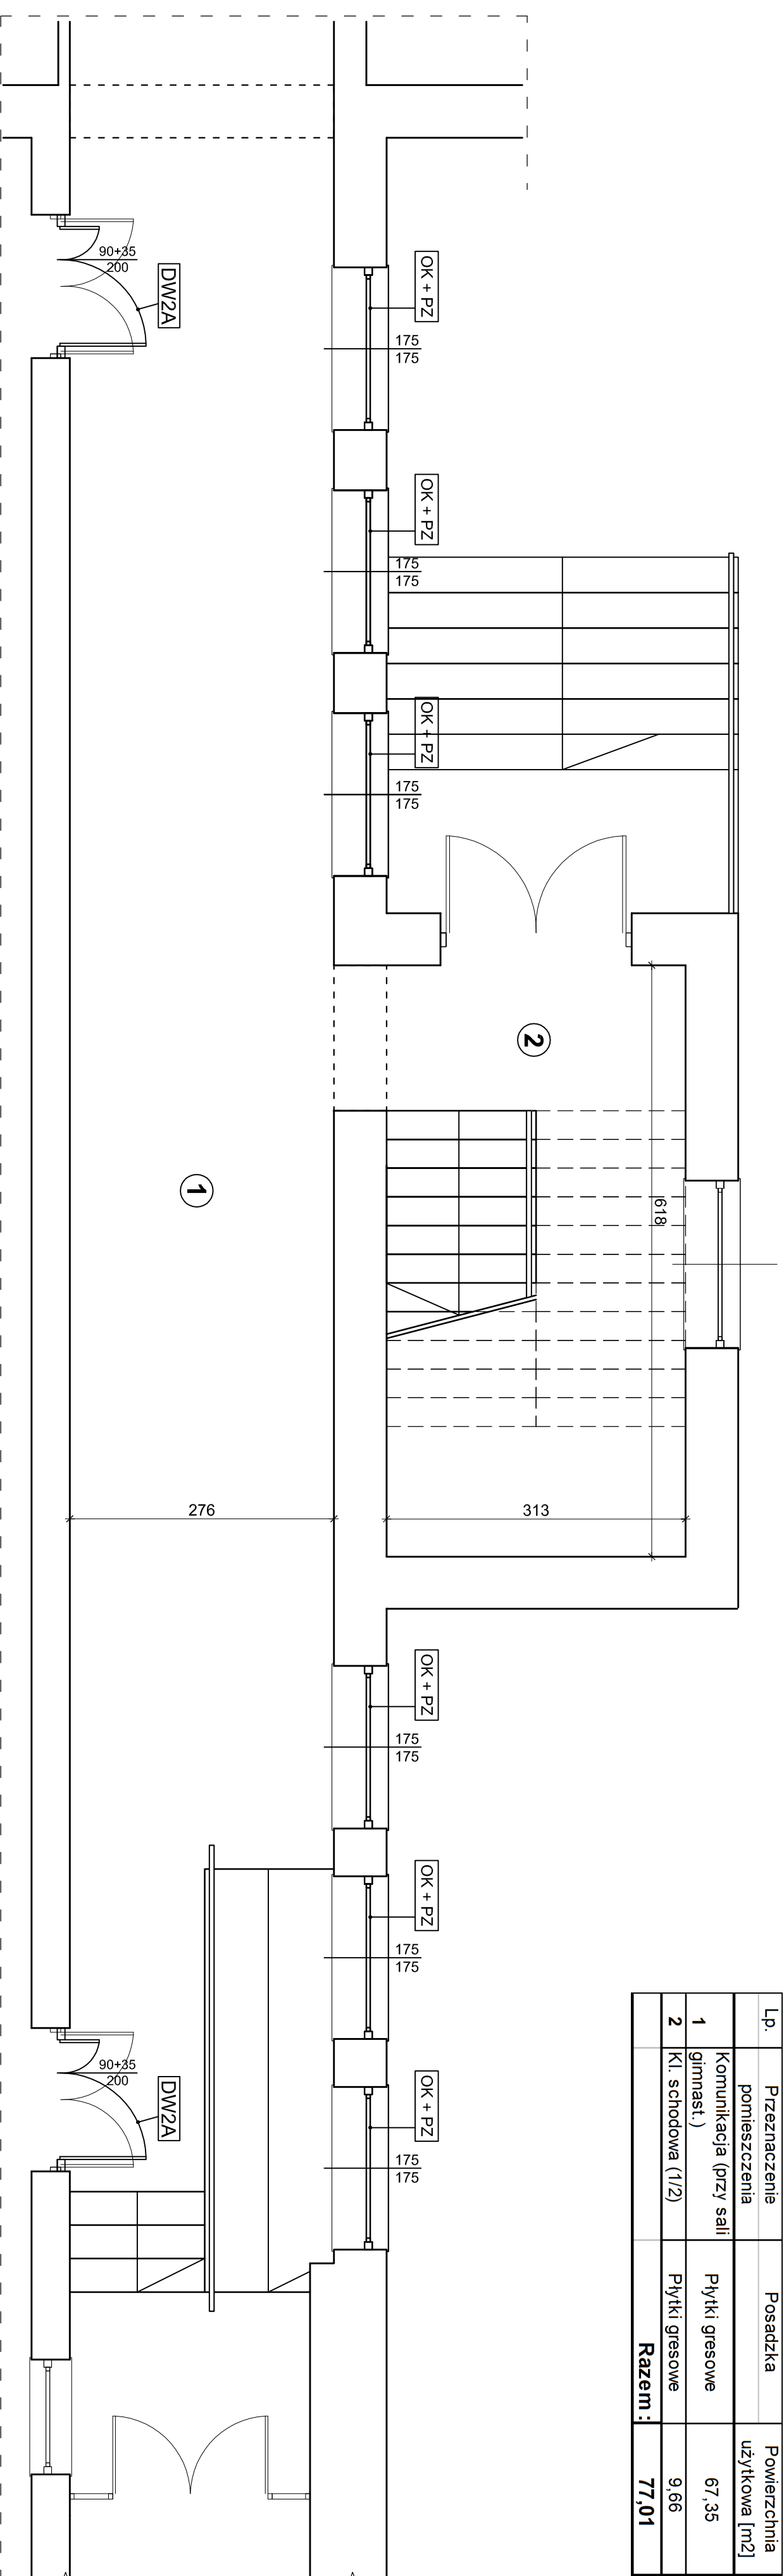 Lp.
Przeznaczenie
pomieszczenia
Posadzka
Powierzchnia
użytkowa [m2]
1
Komunikacja (przy sali
gimnast.)
Płytki gresowe
67,35
2
Kl. schodowa (1/2)
Płytki gresowe
9,66
Razem :
77,01
90+35
200
DW2A
OK + PZ
175
175
OK + PZ
175
175
OK + PZ
175
175
2
1
618
276
313
OK + PZ
175
175
OK + PZ
175
175
OK + PZ
175
175
90+35
200
DW2A